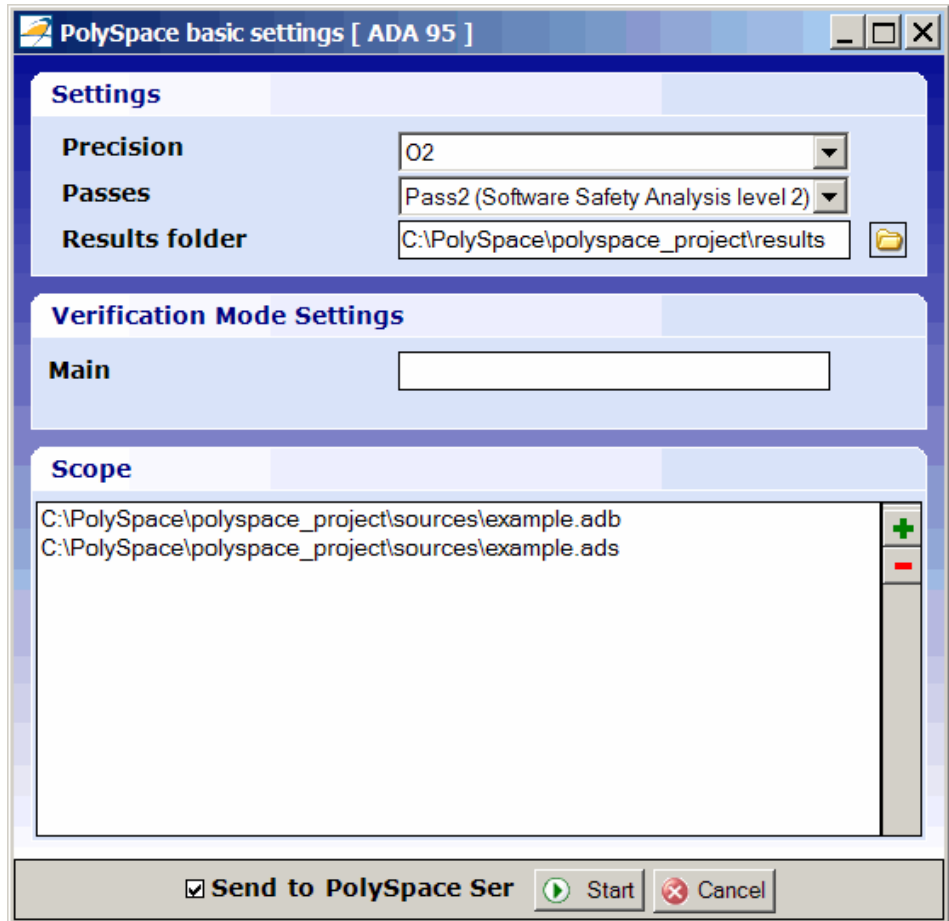 PolySpace basic settings [ ADA 95 ]
Settings
Precision O2
Passes Pass2 (Software Safety Analysis level 2)
Results folder C:\PolySpace\polyspace_project\results
Verification Mode Settings
Main
Scope
C:\PolySpace\polyspace_project\sources\example.adb
C:\PolySpace\polyspace_project\sources\example.ads
Send to PolySpace Ser Start Cancel